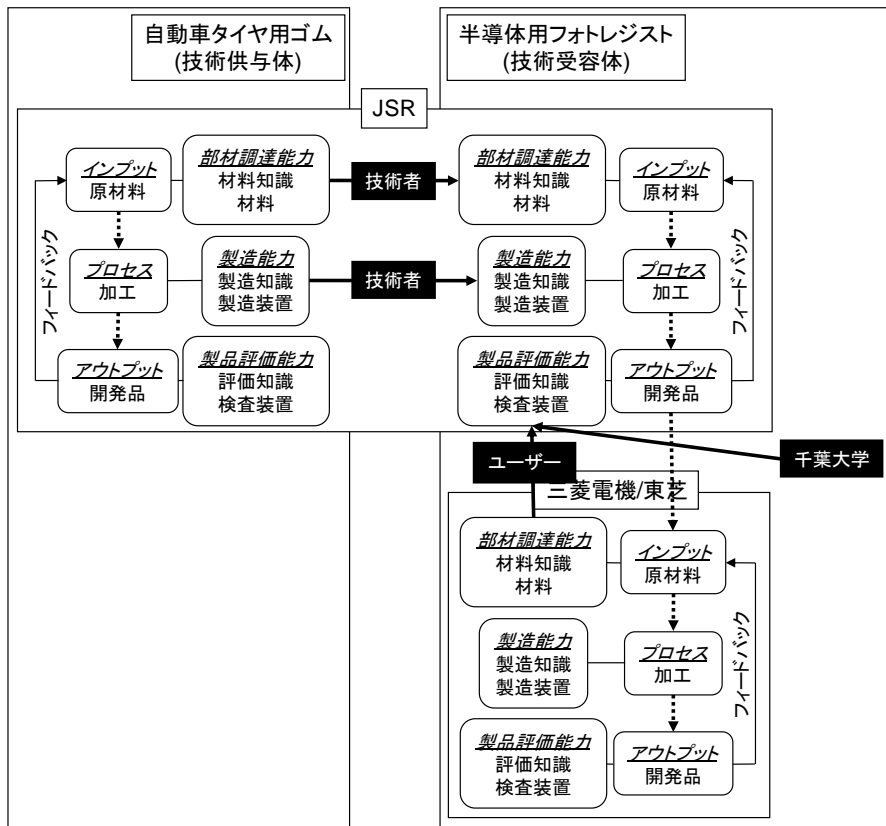 自動車タイヤ用ゴム
(技術供与体)
半導体用フォトレジスト
(技術受容体)
JSR
インプット
原材料
部材調達能力
材料知識
材料
技術者
部材調達能力
材料知識
材料
インプット
原材料
フィードバック
プロセス
加工
製造能力
製造知識
製造装置
技術者
製造能力
製造知識
製造装置
プロセス
加工
フィードバック
アウトプット
開発品
製品評価能力
評価知識
検査装置
製品評価能力
評価知識
検査装置
アウトプット
開発品
ユーザー
千葉大学
三菱電機/東芝
部材調達能力
材料知識
材料
インプット
原材料
製造能力
製造知識
製造装置
プロセス
加工
フィードバック
製品評価能力
評価知識
検査装置
アウトプット
開発品